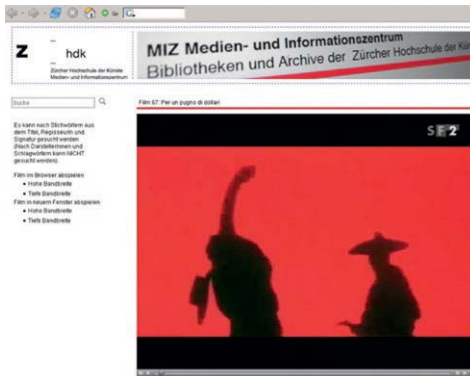 z
hdk
Zürcher Hochschule der Künste
Medien- und Informationszentrum
MIZ Medien- und Informationszentrum
Bibliotheken und Archive der Zürcher Hochschule der Kün
Suche
Film 67: Per un pugno di dollari
Es kann nach Stichwörtern aus
dem Titel, Regisseur/in und
Signatur gesucht werden
(Nach DarstellerInnen und
Schlagwörtern kann NICHT
gesucht werden).
Film im Browser abspielen
Hohe Bandbreite
Tiefe Bandbreite
Film in neuem Fenster abspielen
Hohe Bandbreite
Tiefe Bandbreite
SF2